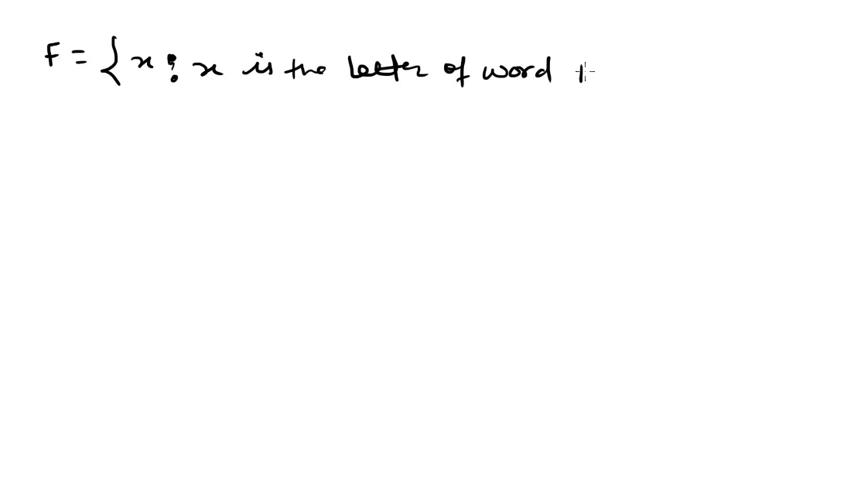 F = { x : x is the letter of word